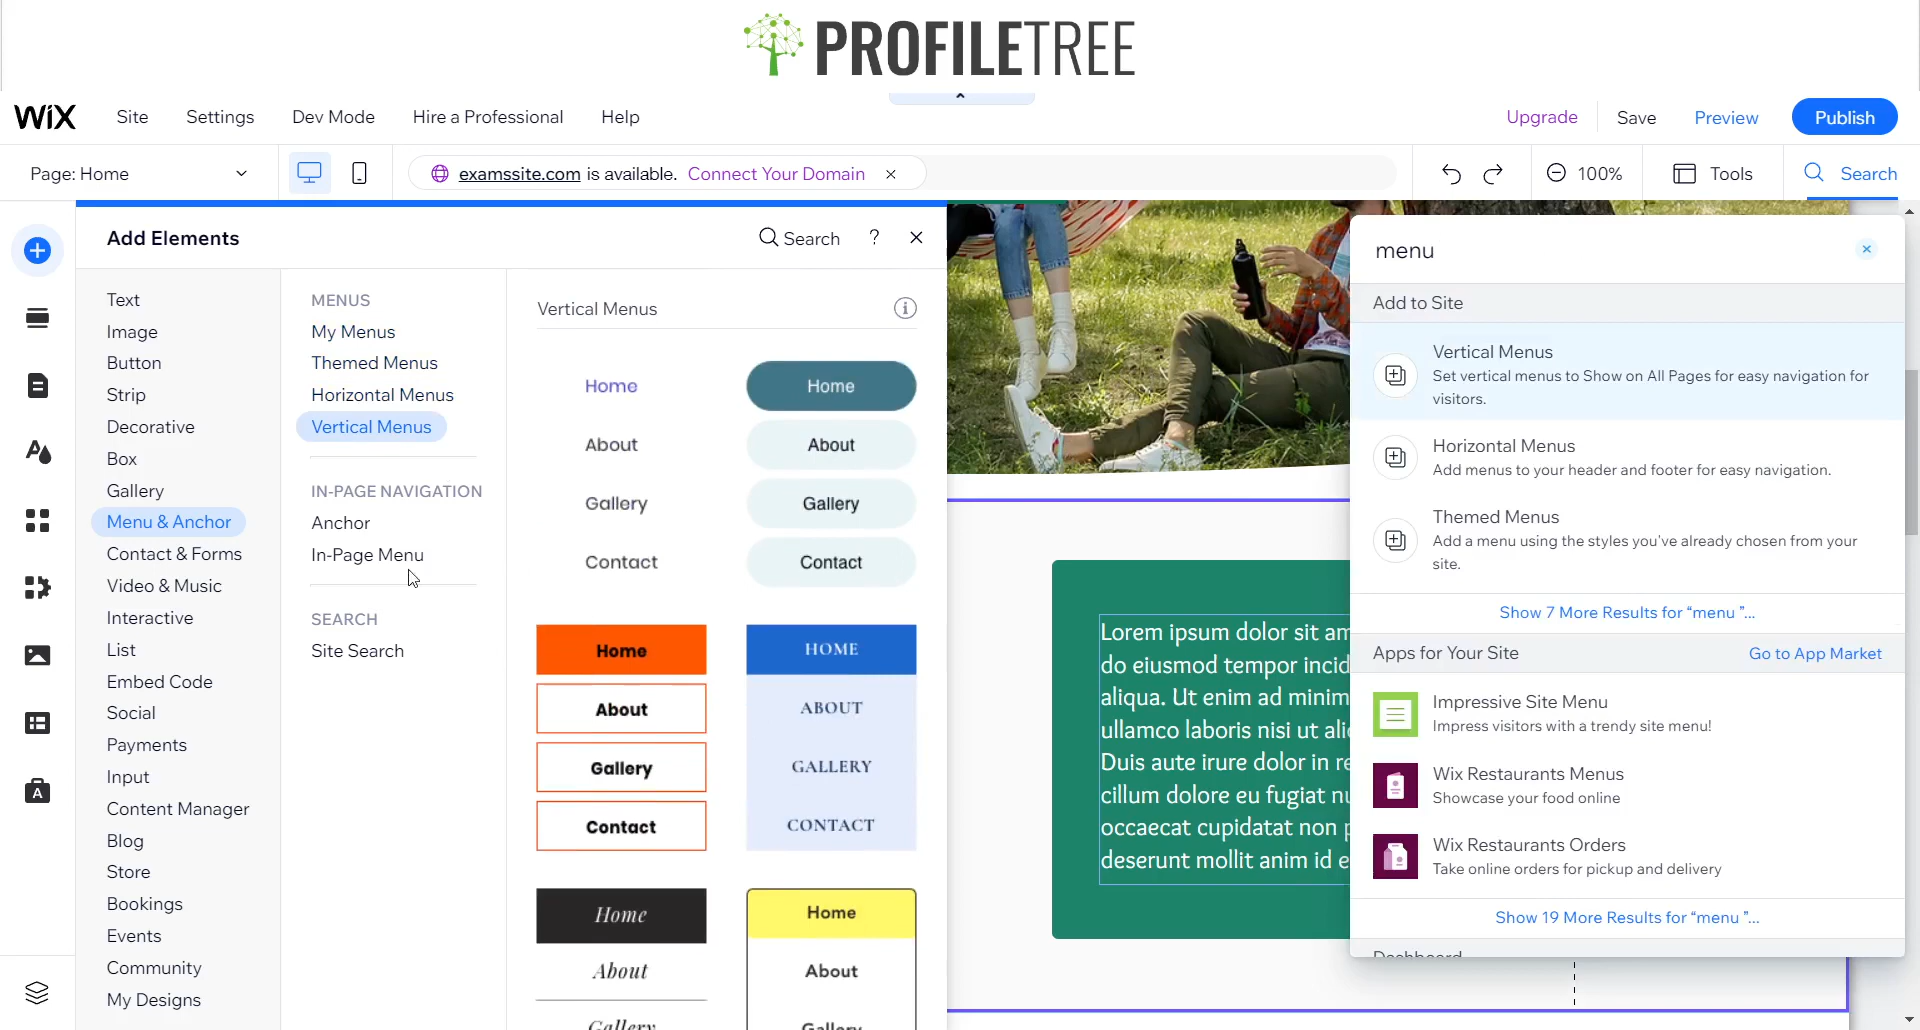 PROFILETREE
WiX
Site
Settings
Dev Mode
Hire a Professional
Help
Upgrade
Save
Preview
Publish
Page: Home
examssite.com is available. Connect Your Domain
100%
Tools
Search
Add Elements
Search
?
Text
Image
Button
Strip
Decorative
Box
Gallery
Menu & Anchor
Contact & Forms
Video & Music
Interactive
List
Embed Code
Social
Payments
Input
Content Manager
Blog
Store
Bookings
Events
Community
My Designs
MENUS
My Menus
Themed Menus
Horizontal Menus
Vertical Menus
IN-PAGE NAVIGATION
Anchor
In-Page Menu
SEARCH
Site Search
Vertical Menus
Home
About
Gallery
Contact
Home
About
Gallery
Contact
Home
About
Gallery
Contact
HOME
ABOUT
GALLERY
CONTACT
Home
About
Gallery
Home
About
Gallery
Lorem ipsum dolor sit am
do eiusmod tempor incid
aliqua. Ut enim ad minim
ullamco laboris nisi ut ali
Duis aute irure dolor in re
cillum dolore eu fugiat nu
occaecat cupidatat non p
deserunt mollit anim id e
menu
Add to Site
Vertical Menus
Set vertical menus to Show on All Pages for easy navigation for
visitors.
Horizontal Menus
Add menus to your header and footer for easy navigation.
Themed Menus
Add a menu using the styles you've already chosen from your
site.
Show 7 More Results for “menu ”...
Apps for Your Site
Go to App Market
Impressive Site Menu
Impress visitors with a trendy site menu!
Wix Restaurants Menus
Showcase your food online
Wix Restaurants Orders
Take online orders for pickup and delivery
Show 19 More Results for “menu ”...
Dashboard